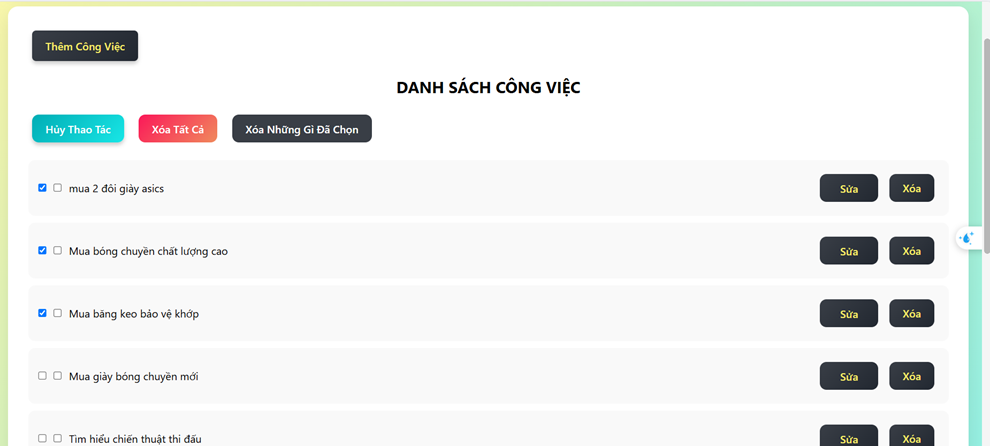 Thêm Công Việc
DANH SÁCH CÔNG VIỆC
Hủy Thao Tác Xóa Tất Cả Xóa Những Gì Đã Chọn
mua 2 đôi giày asics Sửa Xóa
Mua bóng chuyền chất lượng cao Sửa Xóa
Mua băng keo bảo vệ khớp Sửa Xóa
Mua giày bóng chuyền mới Sửa Xóa
Tìm hiểu chiến thuật thi đấu Sửa Xóa